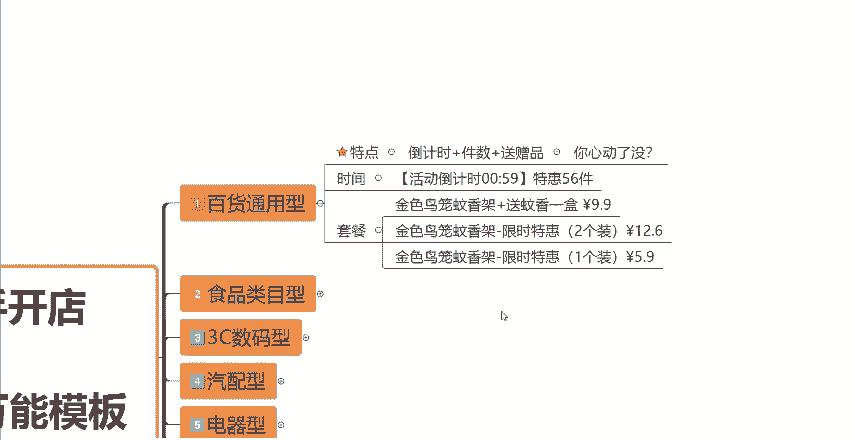 特点 倒计时+件数+送赠品 你心动了没？
时间 【活动倒计时00:59】特惠56件
1 百货通用型
金色鸟笼蚊香架+送蚊香一盒 ¥9.9
套餐 金色鸟笼蚊香架-限时特惠（2个装）¥12.6
金色鸟笼蚊香架-限时特惠（1个装）¥5.9
2 食品类目型
开店
3 3C数码型
4 汽配型
能模板
5 电器型